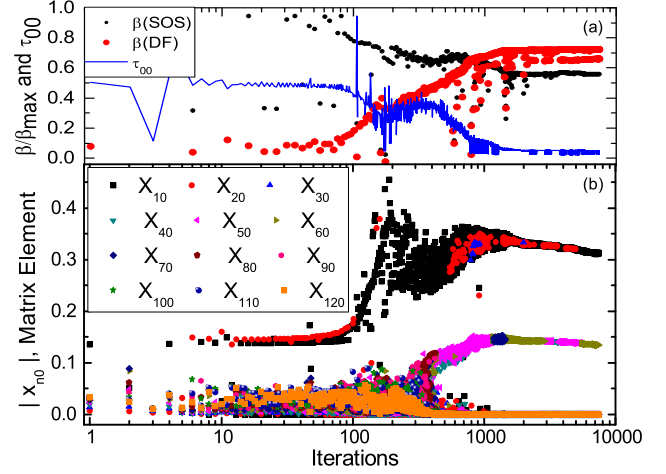 β(SOS)
β(DF)
τ₀₀
(a)
1.0
0.8
0.6
0.4
0.2
0.0
β/βmax and τ₀₀
(b)
X₁₀ X₂₀ X₃₀
X₄₀ X₅₀ X₆₀
X₇₀ X₈₀ X₉₀
X₁₀₀ X₁₁₀ X₁₂₀
0.4
0.3
0.2
0.1
0.0
| xₙ₀ |, Matrix Element
1 10 100 1000 10000
Iterations